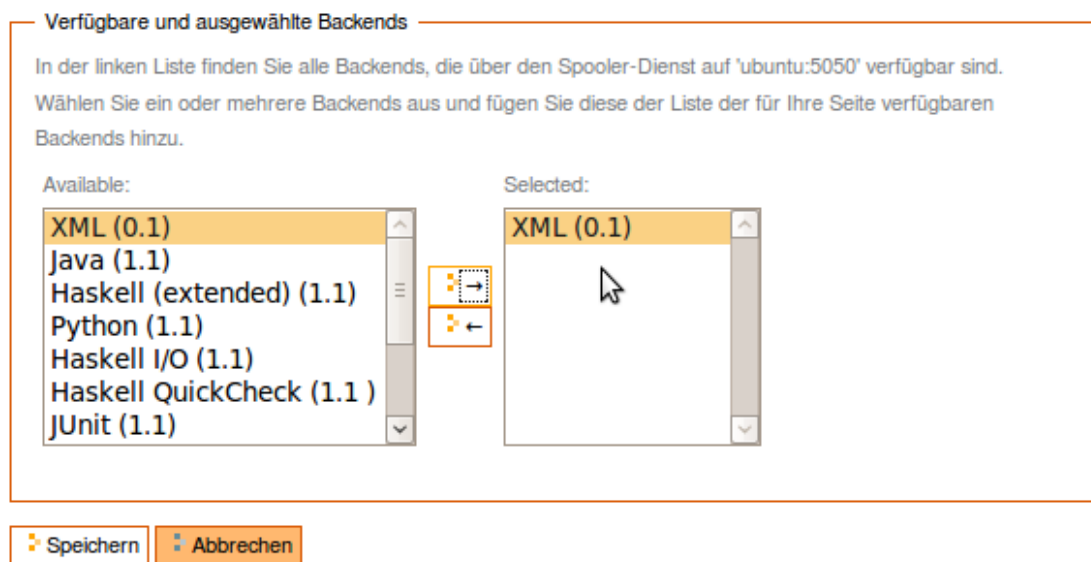 Verfügbare und ausgewählte Backends
In der linken Liste finden Sie alle Backends, die über den Spooler-Dienst auf 'ubuntu:5050' verfügbar sind.
Wählen Sie ein oder mehrere Backends aus und fügen Sie diese der Liste der für Ihre Seite verfügbaren
Backends hinzu.
Available:
XML (0.1)
Java (1.1)
Haskell (extended) (1.1)
Python (1.1)
Haskell I/O (1.1)
Haskell QuickCheck (1.1 )
JUnit (1.1)
→
←
Selected:
XML (0.1)
Speichern
Abbrechen